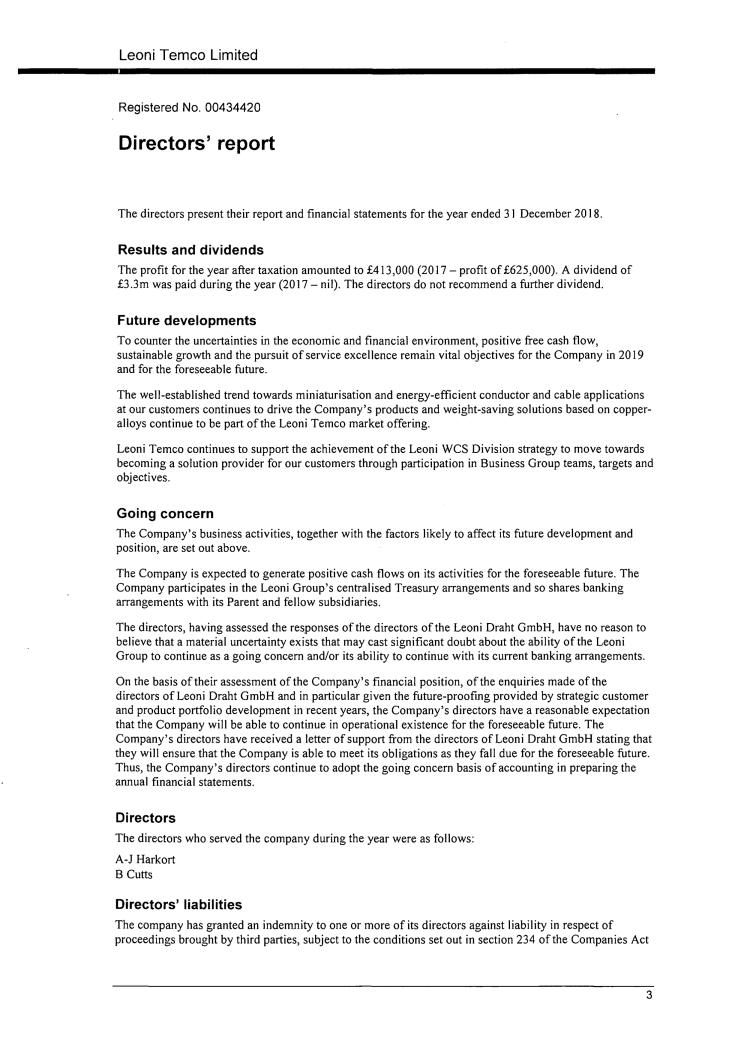 Leoni Temco Limited
Registered No. 00434420
Directors' report
The directors present their report and financial statements for the year ended 31 December 2018.
Results and dividends
The profit for the year after taxation amounted to £413,000 (2017 – profit of £625,000). A dividend of
£3.3m was paid during the year (2017 – nil). The directors do not recommend a further dividend.
Future developments
To counter the uncertainties in the economic and financial environment, positive free cash flow,
sustainable growth and the pursuit of service excellence remain vital objectives for the Company in 2019
and for the foreseeable future.
The well-established trend towards miniaturisation and energy-efficient conductor and cable applications
at our customers continues to drive the Company's products and weight-saving solutions based on copper-
alloys continue to be part of the Leoni Temco market offering.
Leoni Temco continues to support the achievement of the Leoni WCS Division strategy to move towards
becoming a solution provider for our customers through participation in Business Group teams, targets and
objectives.
Going concern
The Company's business activities, together with the factors likely to affect its future development and
position, are set out above.
The Company is expected to generate positive cash flows on its activities for the foreseeable future. The
Company participates in the Leoni Group's centralised Treasury arrangements and so shares banking
arrangements with its Parent and fellow subsidiaries.
The directors, having assessed the responses of the directors of the Leoni Draht GmbH, have no reason to
believe that a material uncertainty exists that may cast significant doubt about the ability of the Leoni
Group to continue as a going concern and/or its ability to continue with its current banking arrangements.
On the basis of their assessment of the Company's financial position, of the enquiries made of the
directors of Leoni Draht GmbH and in particular given the future-proofing provided by strategic customer
and product portfolio development in recent years, the Company's directors have a reasonable expectation
that the Company will be able to continue in operational existence for the foreseeable future. The
Company's directors have received a letter of support from the directors of Leoni Draht GmbH stating that
they will ensure that the Company is able to meet its obligations as they fall due for the foreseeable future.
Thus, the Company's directors continue to adopt the going concern basis of accounting in preparing the
annual financial statements.
Directors
The directors who served the company during the year were as follows:
A-J Harkort
B Cutts
Directors' liabilities
The company has granted an indemnity to one or more of its directors against liability in respect of
proceedings brought by third parties, subject to the conditions set out in section 234 of the Companies Act
3